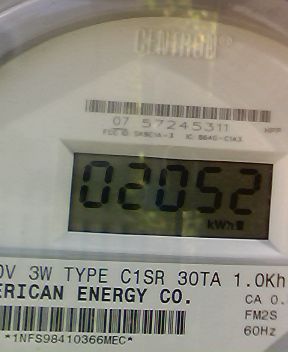 CENTRON®
07 57245311
02052
kWh
0V 3W TYPE C1SR 30TA 1.0Kh
ERICAN ENERGY CO.
CA 0.
FM2S
60Hz
*1NFS98410366MEC*